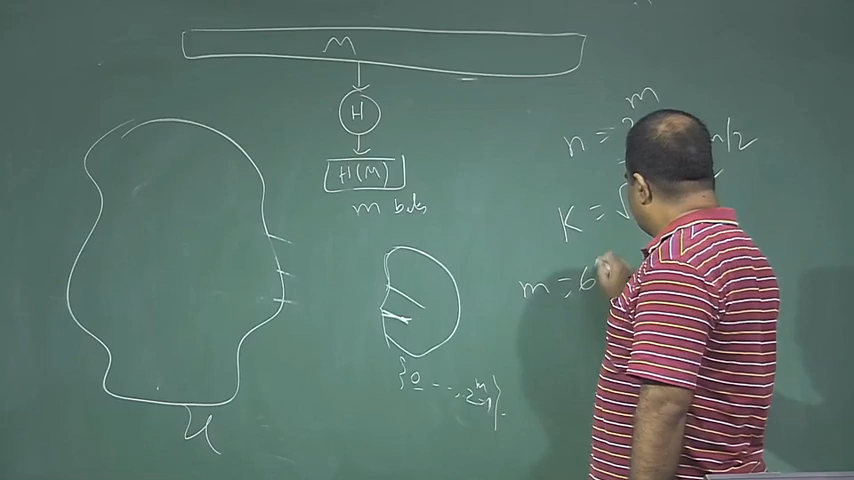 M
H
H(M)
m bits
n =
m
n/2
K = √
m = 6
{0 ..., 2^m-1}.
U